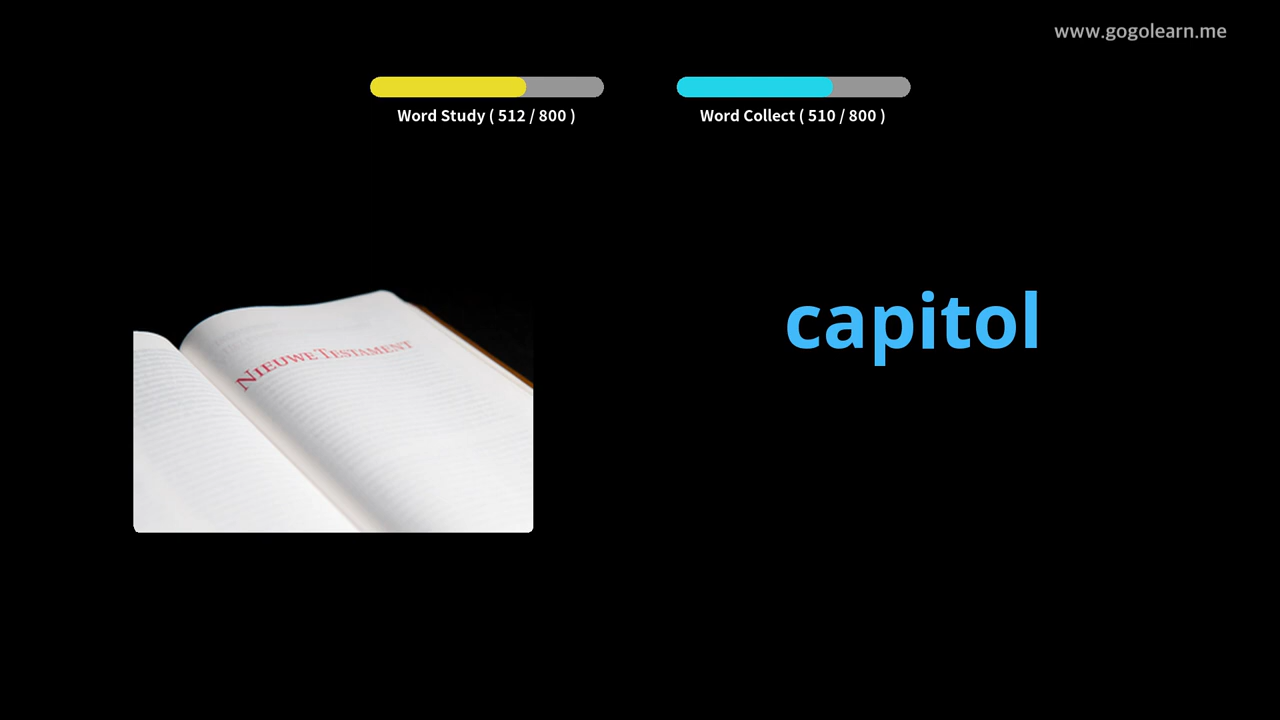 www.gogolearn.me
Word Study ( 512 / 800 )
Word Collect ( 510 / 800 )
capitol
NIEUWE TESTAMENT